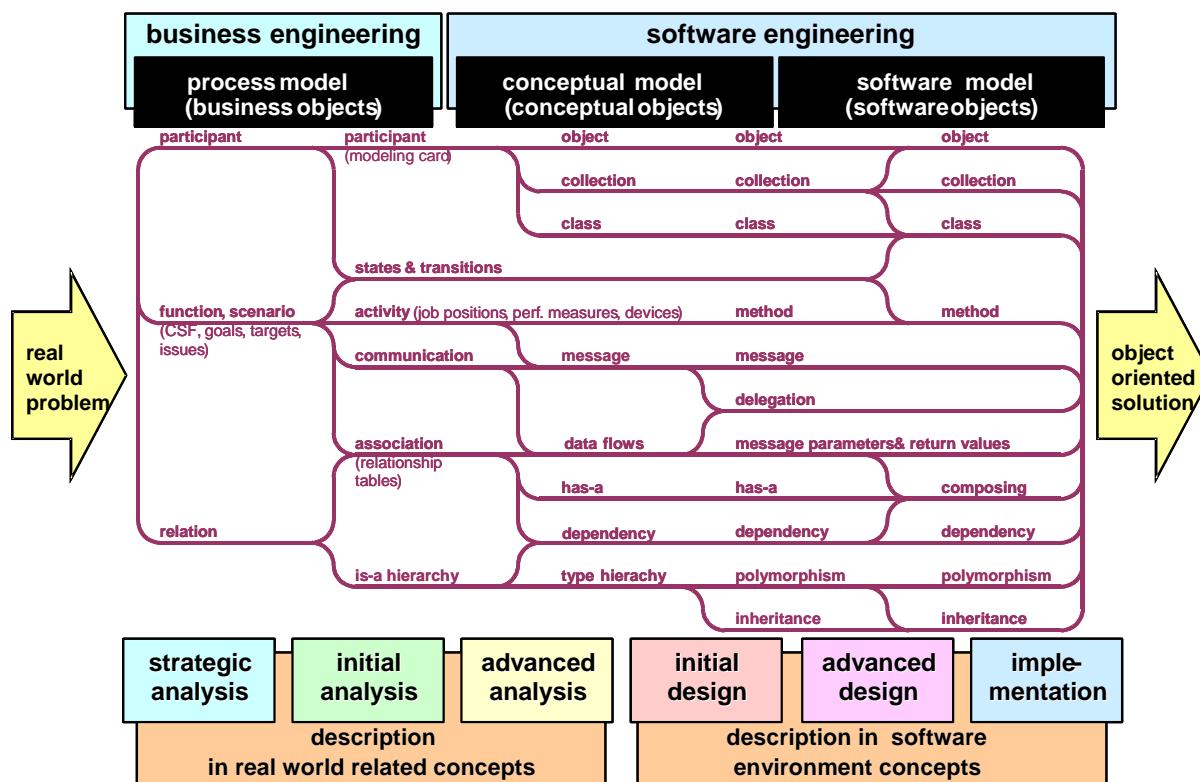 business engineering
software engineering
process model
(business objects)
conceptual model
(conceptual objects)
software model
(software objects)
participant
participant
object
object
object
(modeling card)
collection
collection
collection
class
class
class
states & transitions
function, scenario
activity (job positions, perf. measures, devices)
method
method
(CSF, goals, targets,
issues)
communication
message
message
real
world
problem
object
oriented
solution
delegation
association
data flows
message parameters& return values
(relationship
tables)
has-a
has-a
composing
relation
dependency
dependency
dependency
is-a hierarchy
type hierachy
polymorphism
polymorphism
inheritance
inheritance
strategic
analysis
initial
analysis
advanced
analysis
initial
design
advanced
design
imple-
mentation
description
in real world related concepts
description in software
environment concepts